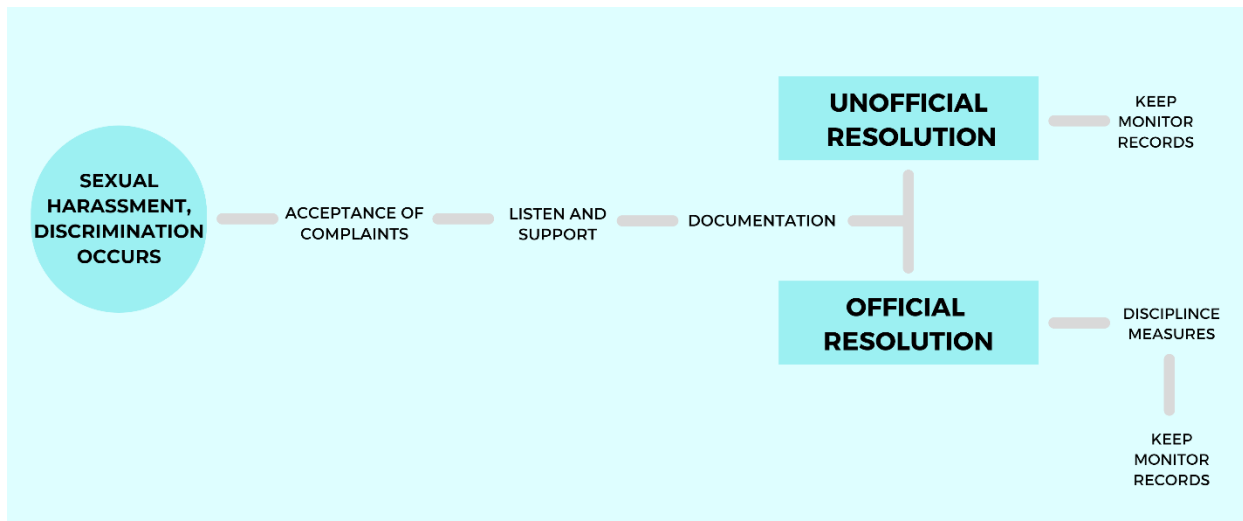 SEXUAL
HARASSMENT,
DISCRIMINATION
OCCURS
ACCEPTANCE OF
COMPLAINTS
LISTEN AND
SUPPORT
DOCUMENTATION
UNOFFICIAL
RESOLUTION
KEEP
MONITOR
RECORDS
OFFICIAL
RESOLUTION
DISCIPLINCE
MEASURES
KEEP
MONITOR
RECORDS